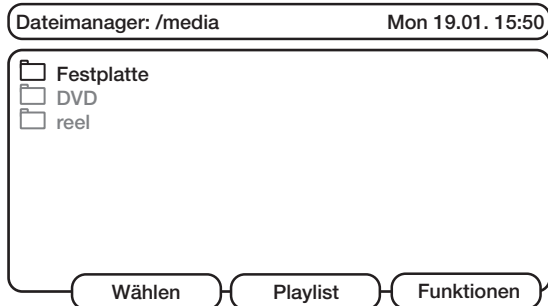 Dateimanager: /media Mon 19.01. 15:50
Festplatte
DVD
reel
Wählen Playlist Funktionen